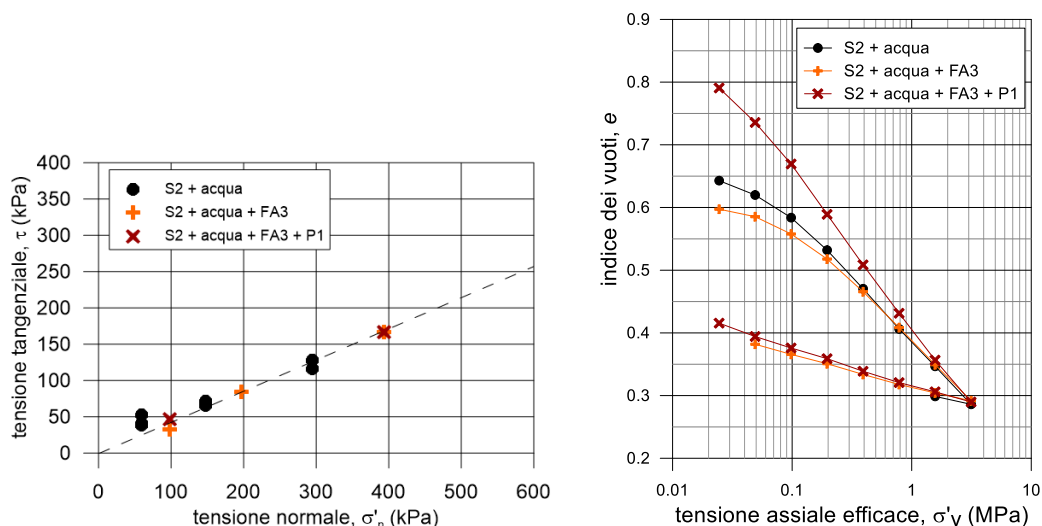 400
350
300
250
200
150
100
50
0
tensione tangenziale, τ (kPa)
S2 + acqua
S2 + acqua + FA3
S2 + acqua + FA3 + P1
0 100 200 300 400 500 600
tensione normale, σ'n (kPa)
0.9
0.8
0.7
0.6
0.5
0.4
0.3
0.2
indice dei vuoti, e
S2 + acqua
S2 + acqua + FA3
S2 + acqua + FA3 + P1
0.01 0.1 1 10
tensione assiale efficace, σ'v (MPa)